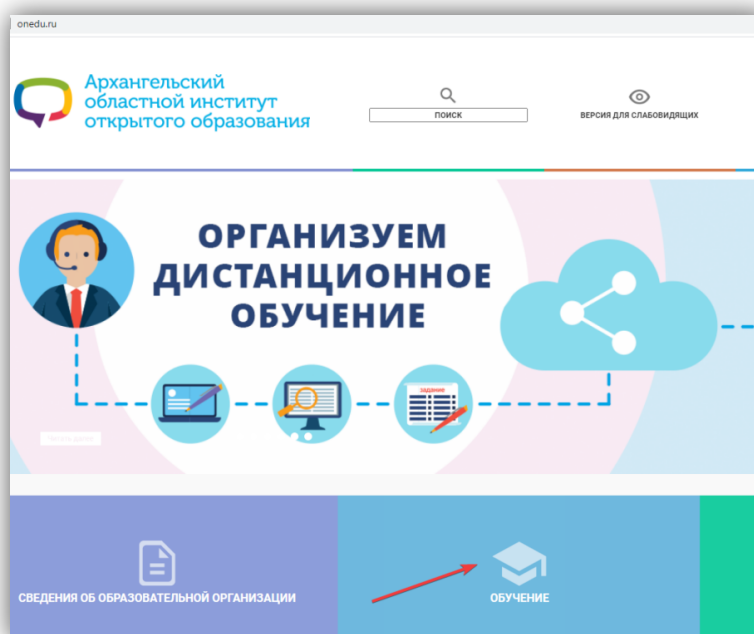 onedu.ru
Архангельский
областной институт
открытого образования
ПОИСК
ВЕРСИЯ ДЛЯ СЛАБОВИДЯЩИХ
ОРГАНИЗУЕМ
ДИСТАНЦИОННОЕ
ОБУЧЕНИЕ
ЗАДАНИЕ
СВЕДЕНИЯ ОБ ОБРАЗОВАТЕЛЬНОЙ ОРГАНИЗАЦИИ
ОБУЧЕНИЕ